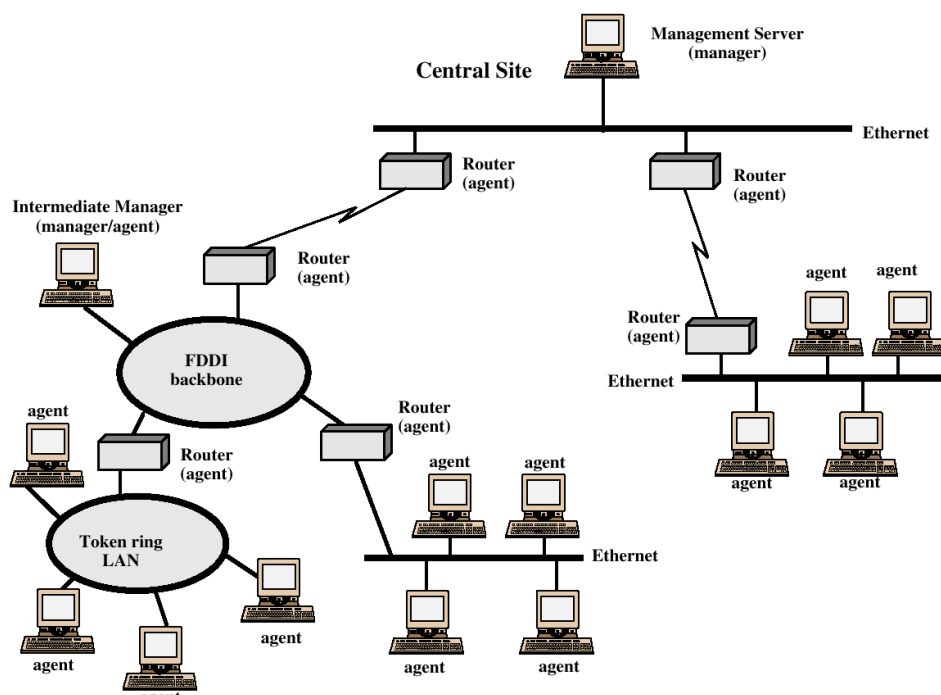 Management Server
(manager)
Central Site
Ethernet
Router
(agent)
Router
(agent)
Intermediate Manager
(manager/agent)
Router
(agent)
agent
agent
Router
(agent)
FDDI
backbone
Ethernet
agent
Router
(agent)
Router
(agent)
agent
agent
agent
agent
Token ring
LAN
Ethernet
agent
agent
agent
agent
agent